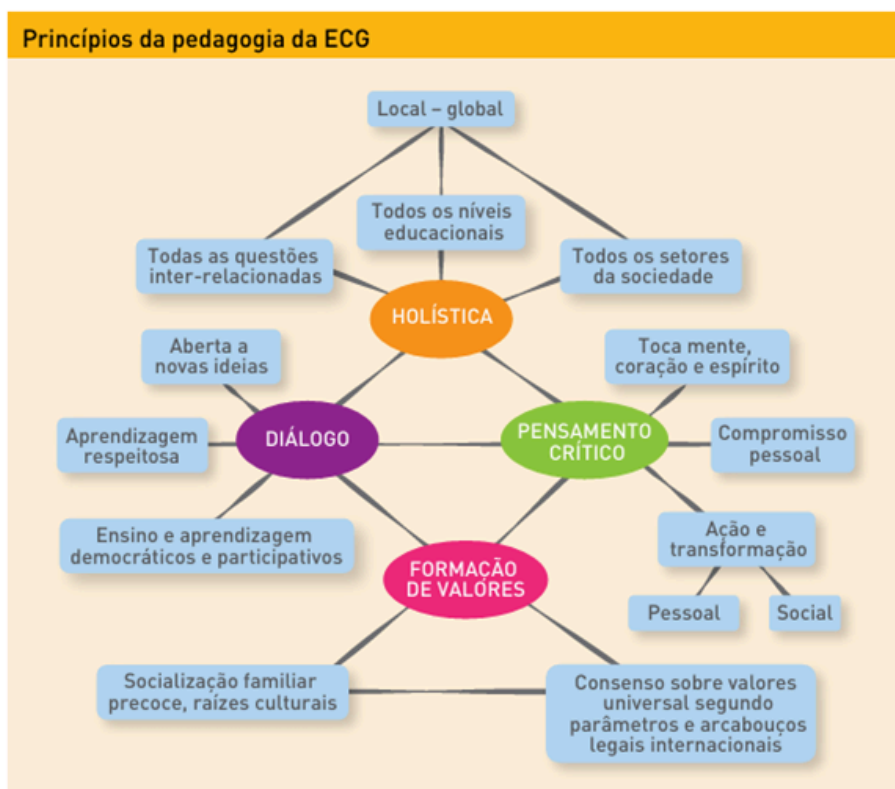 Princípios da pedagogia da ECG
Local – global
Todos os níveis
educacionais
Todas as questões
inter-relacionadas
Todos os setores
da sociedade
HOLÍSTICA
Aberta a
novas ideias
Toca mente,
coração e espírito
Aprendizagem
respeitosa
DIÁLOGO
PENSAMENTO
CRÍTICO
Compromisso
pessoal
Ensino e aprendizagem
democráticos e participativos
Ação e
transformação
FORMAÇÃO
DE VALORES
Pessoal
Social
Socialização familiar
precoce, raízes culturais
Consenso sobre valores
universal segundo
parâmetros e arcabouços
legais internacionais